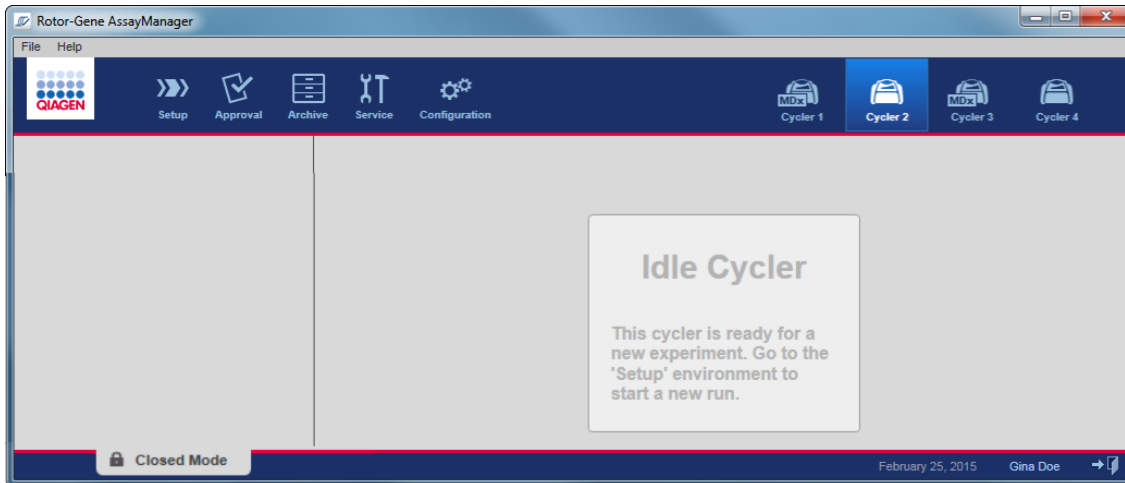 Rotor-Gene AssayManager
File Help
QIAGEN
Setup Approval Archive Service Configuration
MDx Cycler 1 Cycler 2 MDx Cycler 3 Cycler 4
Idle Cycler
This cycler is ready for a
new experiment. Go to the
'Setup' environment to
start a new run.
Closed Mode
February 25, 2015 Gina Doe